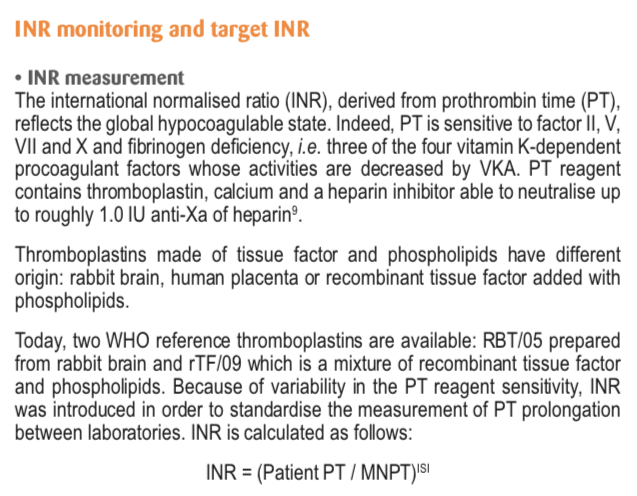 INR monitoring and target INR
• INR measurement
The international normalised ratio (INR), derived from prothrombin time (PT),
reflects the global hypocoagulable state. Indeed, PT is sensitive to factor II, V,
VII and X and fibrinogen deficiency, i.e. three of the four vitamin K-dependent
procoagulant factors whose activities are decreased by VKA. PT reagent
contains thromboplastin, calcium and a heparin inhibitor able to neutralise up
to roughly 1.0 IU anti-Xa of heparin⁹.
Thromboplastins made of tissue factor and phospholipids have different
origin: rabbit brain, human placenta or recombinant tissue factor added with
phospholipids.
Today, two WHO reference thromboplastins are available: RBT/05 prepared
from rabbit brain and rTF/09 which is a mixture of recombinant tissue factor
and phospholipids. Because of variability in the PT reagent sensitivity, INR
was introduced in order to standardise the measurement of PT prolongation
between laboratories. INR is calculated as follows:
INR = (Patient PT / MNPT)ᴵSᴵ